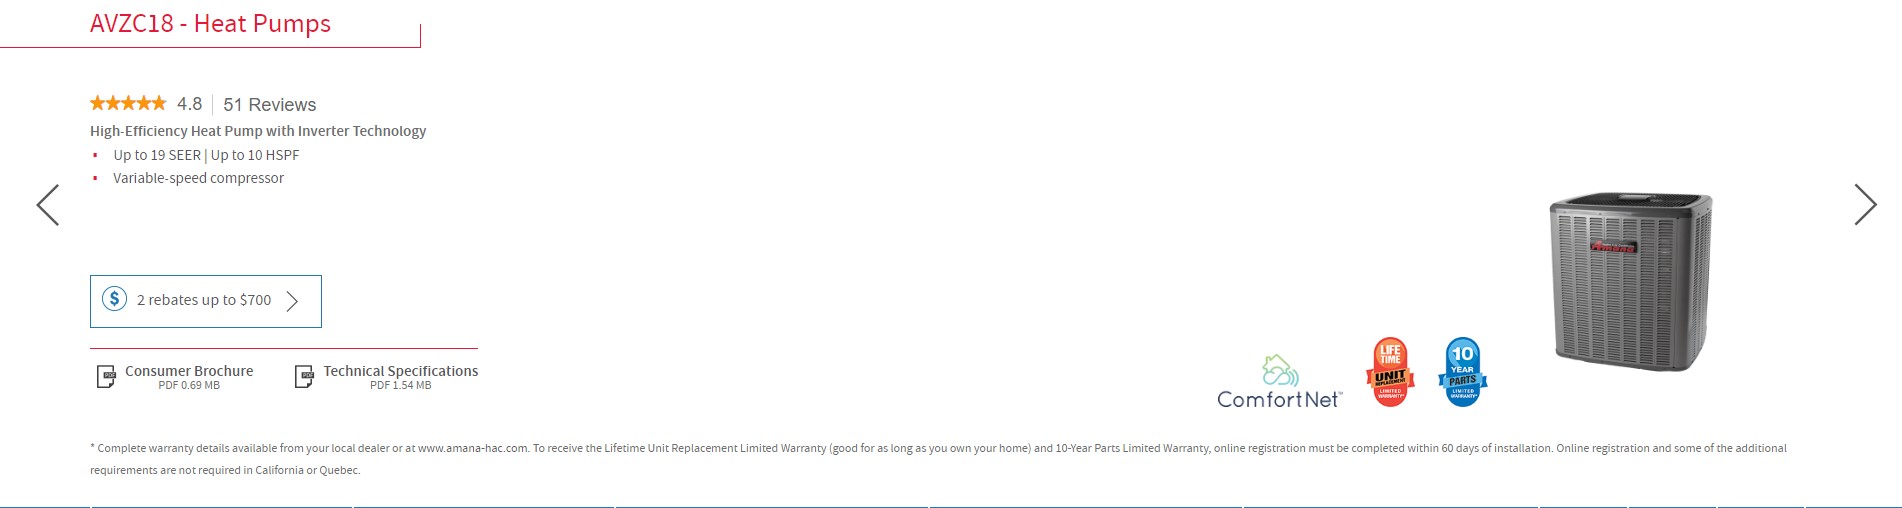 AVZC18 - Heat Pumps
4.8 | 51 Reviews
High-Efficiency Heat Pump with Inverter Technology
Up to 19 SEER | Up to 10 HSPF
Variable-speed compressor
$ 2 rebates up to $700
PDF Consumer Brochure
PDF 0.69 MB
PDF Technical Specifications
PDF 1.54 MB
ComfortNet™
LIFE
TIME
UNIT
REPLACEMENT
LIMITED
WARRANTY*
10
YEAR
PARTS
LIMITED
WARRANTY*
Amana
* Complete warranty details available from your local dealer or at www.amana-hac.com. To receive the Lifetime Unit Replacement Limited Warranty (good for as long as you own your home) and 10-Year Parts Limited Warranty, online registration must be completed within 60 days of installation. Online registration and some of the additional
requirements are not required in California or Quebec.